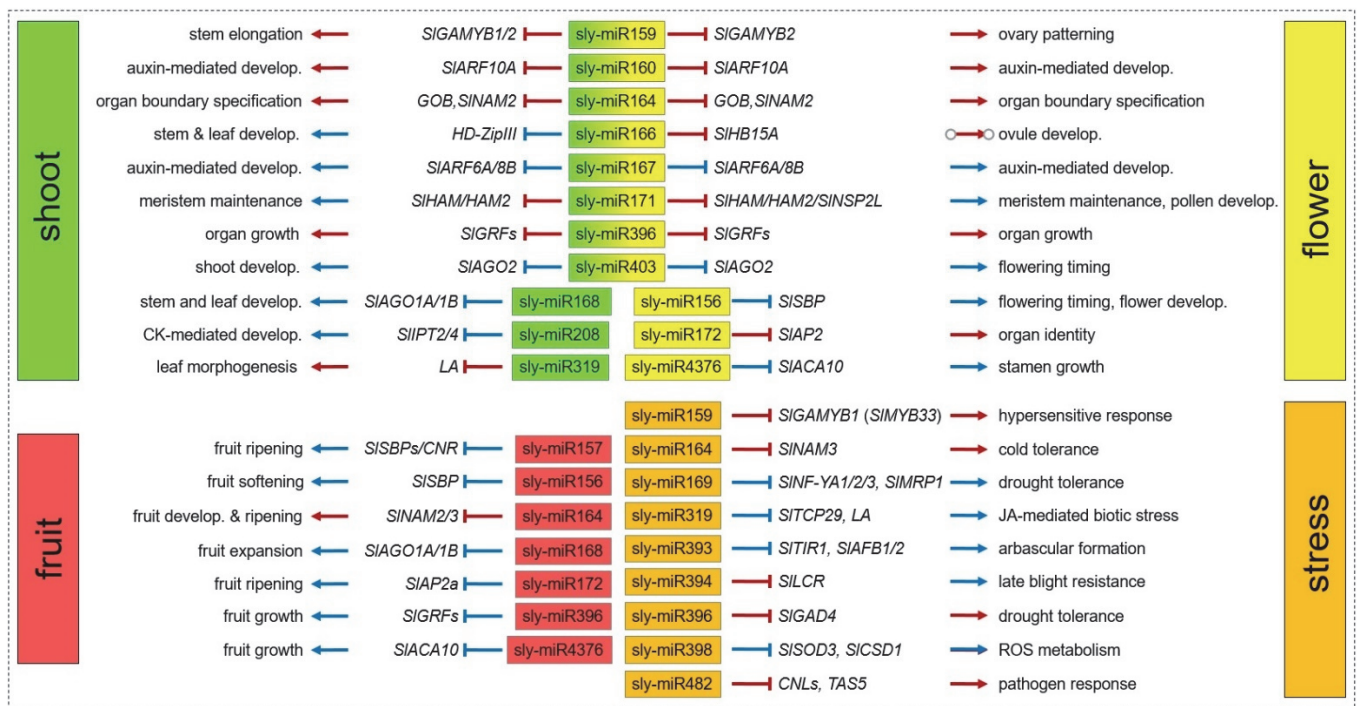 shoot
stem elongation SlGAMYB1/2 sly-miR159 SlGAMYB2 ovary patterning
auxin-mediated develop. SlARF10A sly-miR160 SlARF10A auxin-mediated develop.
organ boundary specification GOB,SlNAM2 sly-miR164 GOB,SlNAM2 organ boundary specification
stem & leaf develop. HD-ZipIII sly-miR166 SlHB15A ovule develop.
auxin-mediated develop. SlARF6A/8B sly-miR167 SlARF6A/8B auxin-mediated develop.
meristem maintenance SlHAM/HAM2 sly-miR171 SlHAM/HAM2/SlNSP2L meristem maintenance, pollen develop.
organ growth SlGRFs sly-miR396 SlGRFs organ growth
shoot develop. SlAGO2 sly-miR403 SlAGO2 flowering timing
stem and leaf develop. SlAGO1A/1B sly-miR168 sly-miR156 SlSBP flowering timing, flower develop.
CK-mediated develop. SlIPT2/4 sly-miR208 sly-miR172 SlAP2 organ identity
leaf morphogenesis LA sly-miR319 sly-miR4376 SlACA10 stamen growth
flower
fruit
sly-miR159 SlGAMYB1 (SlMYB33) hypersensitive response
fruit ripening SlSBPs/CNR sly-miR157 sly-miR164 SlNAM3 cold tolerance
fruit softening SlSBP sly-miR156 sly-miR169 SlNF-YA1/2/3, SlMRP1 drought tolerance
fruit develop. & ripening SlNAM2/3 sly-miR164 sly-miR319 SlTCP29, LA JA-mediated biotic stress
fruit expansion SlAGO1A/1B sly-miR168 sly-miR393 SlTIR1, SlAFB1/2 arbascular formation
fruit ripening SlAP2a sly-miR172 sly-miR394 SlLCR late blight resistance
fruit growth SlGRFs sly-miR396 sly-miR396 SlGAD4 drought tolerance
fruit growth SlACA10 sly-miR4376 sly-miR398 SlSOD3, SlCSD1 ROS metabolism
sly-miR482 CNLs, TAS5 pathogen response
stress